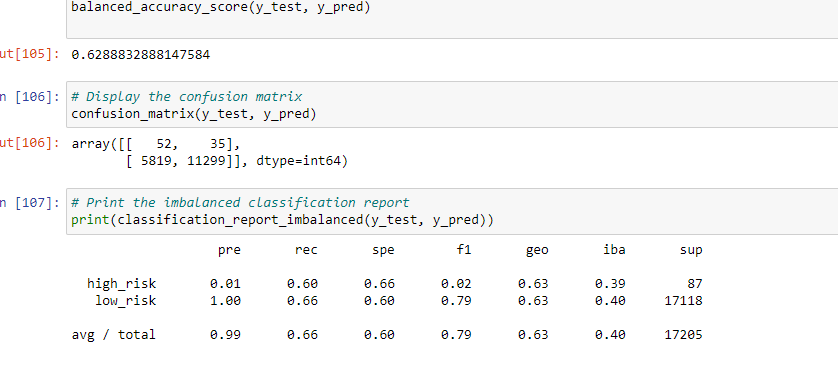 balanced_accuracy_score(y_test, y_pred)
ut[105]: 0.6288832888147584
n [106]: # Display the confusion matrix
confusion_matrix(y_test, y_pred)
ut[106]: array([[   52,    35],
       [ 5819, 11299]], dtype=int64)
n [107]: # Print the imbalanced classification report
print(classification_report_imbalanced(y_test, y_pred))
pre rec spe f1 geo iba sup
high_risk 0.01 0.60 0.66 0.02 0.63 0.39 87
low_risk 1.00 0.66 0.60 0.79 0.63 0.40 17118
avg / total 0.99 0.66 0.60 0.79 0.63 0.40 17205